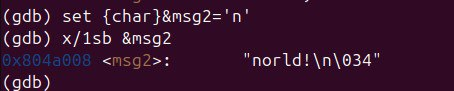 (gdb) set {char}&msg2='n'
(gdb) x/1sb &msg2
0x804a008 <msg2>:        "norld!\n\034"
(gdb)